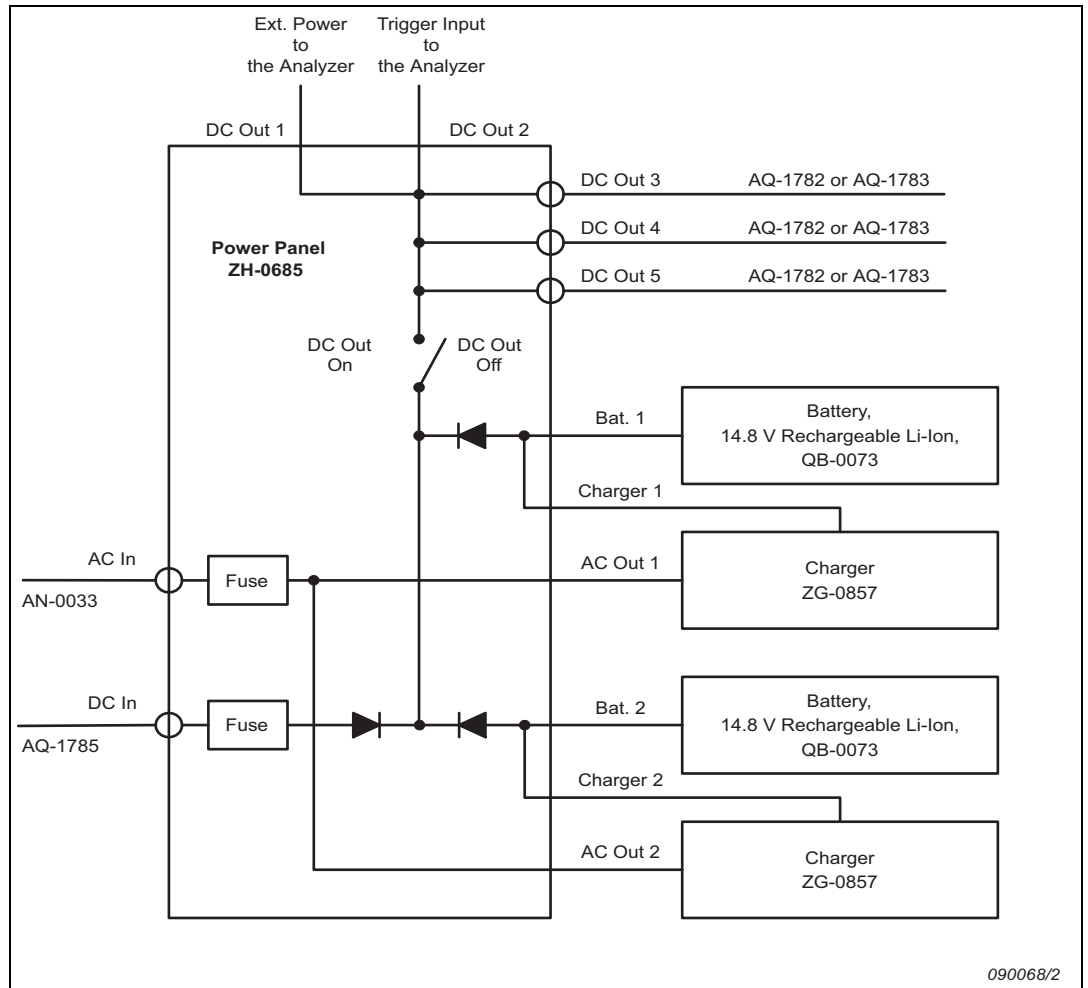 Ext. Power
to
the Analyzer
Trigger Input
to
the Analyzer
DC Out 1
DC Out 2
DC Out 3
AQ-1782 or AQ-1783
DC Out 4
AQ-1782 or AQ-1783
DC Out 5
AQ-1782 or AQ-1783
Power Panel
ZH-0685
DC Out
On
DC Out
Off
Bat. 1
Battery,
14.8 V Rechargeable Li-Ion,
QB-0073
Charger 1
AC In
AN-0033
Fuse
AC Out 1
Charger
ZG-0857
DC In
AQ-1785
Fuse
Bat. 2
Battery,
14.8 V Rechargeable Li-Ion,
QB-0073
Charger 2
AC Out 2
Charger
ZG-0857
090068/2